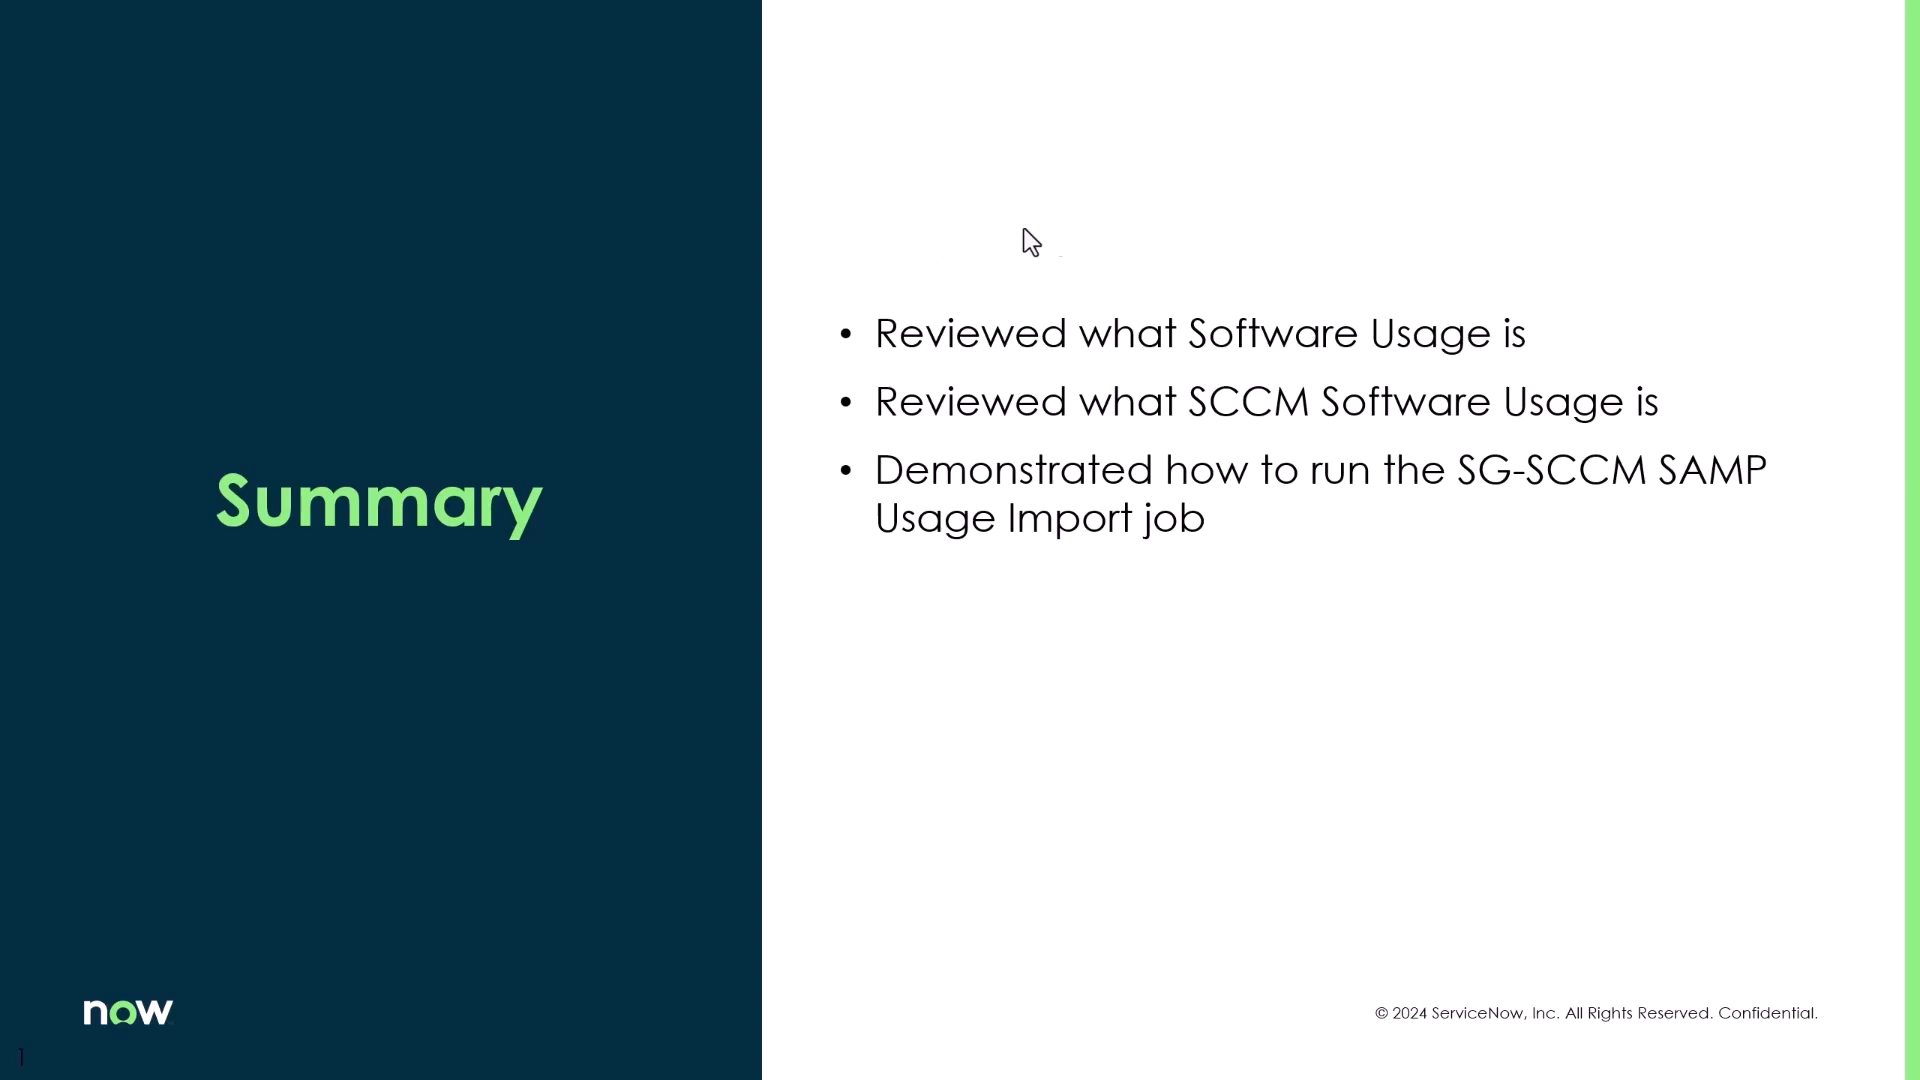 Summary
• Reviewed what Software Usage is
• Reviewed what SCCM Software Usage is
• Demonstrated how to run the SG-SCCM SAMP
Usage Import job
now
© 2024 ServiceNow, Inc. All Rights Reserved. Confidential.
1